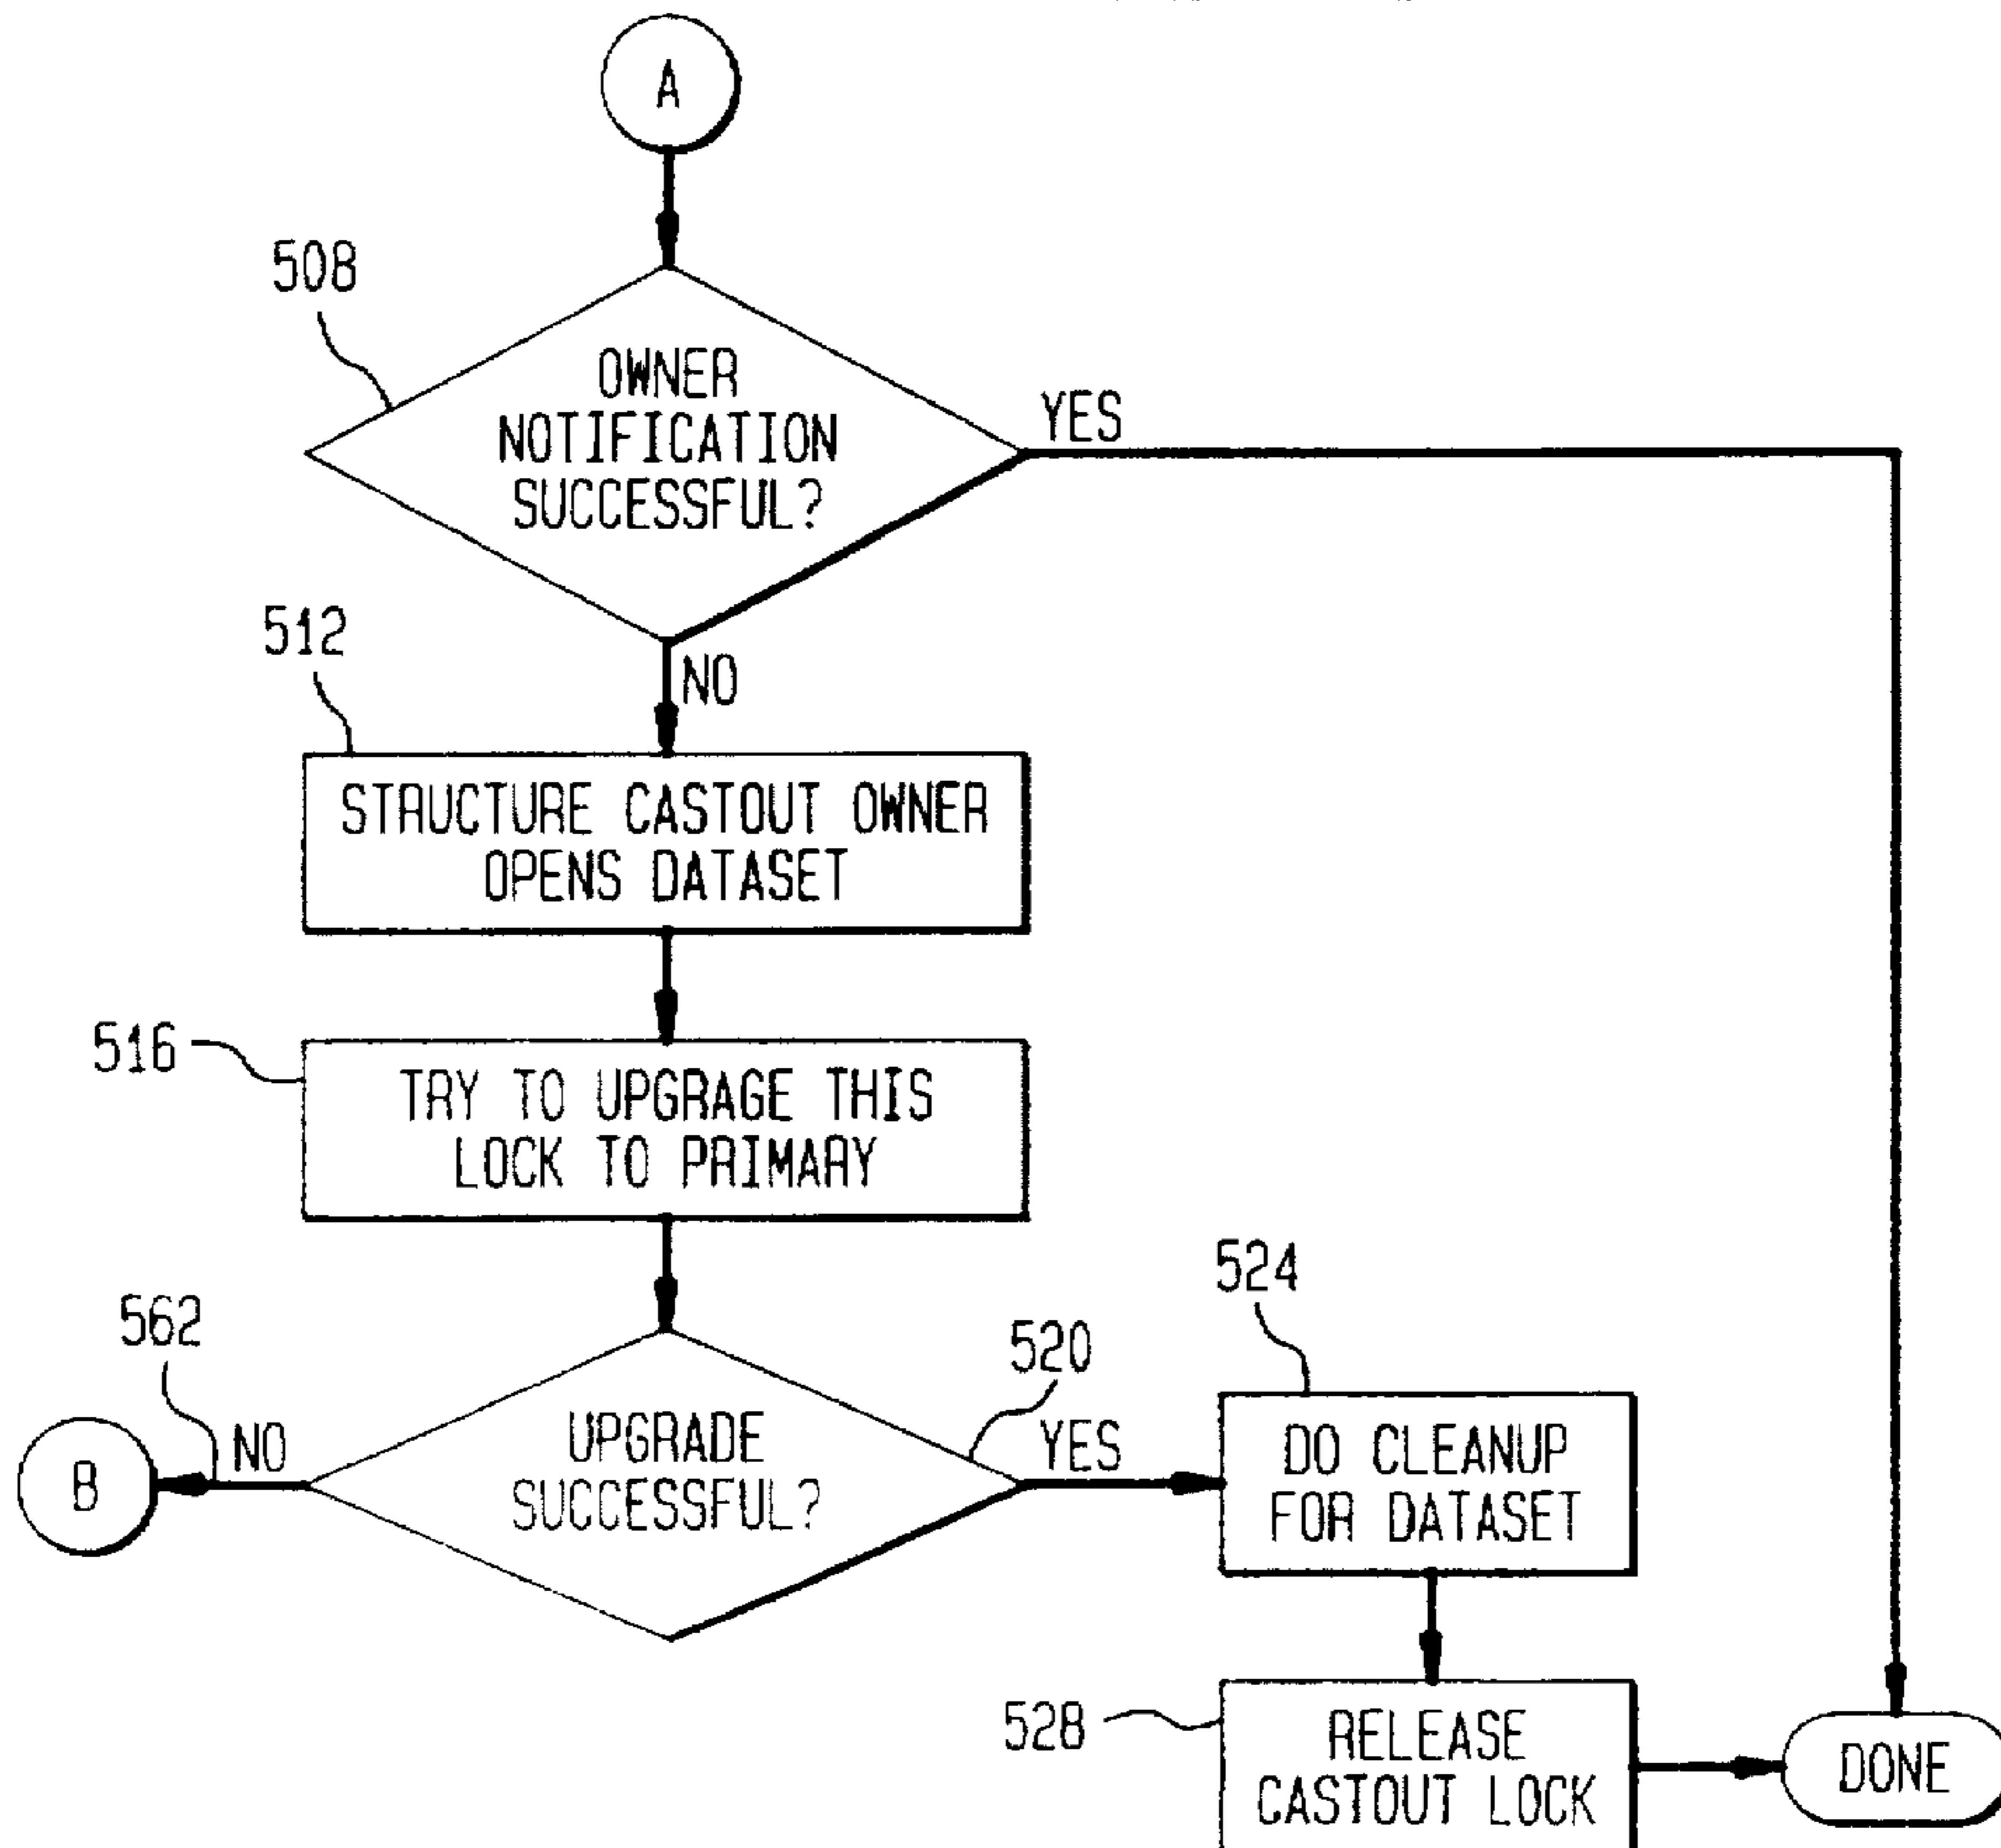 A
508
OWNER
NOTIFICATION
SUCCESSFUL?
YES
512
NO
STRUCTURE CASTOUT OWNER
OPENS DATASET
516
TRY TO UPGRAGE THIS
LOCK TO PRIMARY
562
520
524
B
NO
UPGRADE
SUCCESSFUL?
YES
DO CLEANUP
FOR DATASET
528
RELEASE
CASTOUT LOCK
DONE